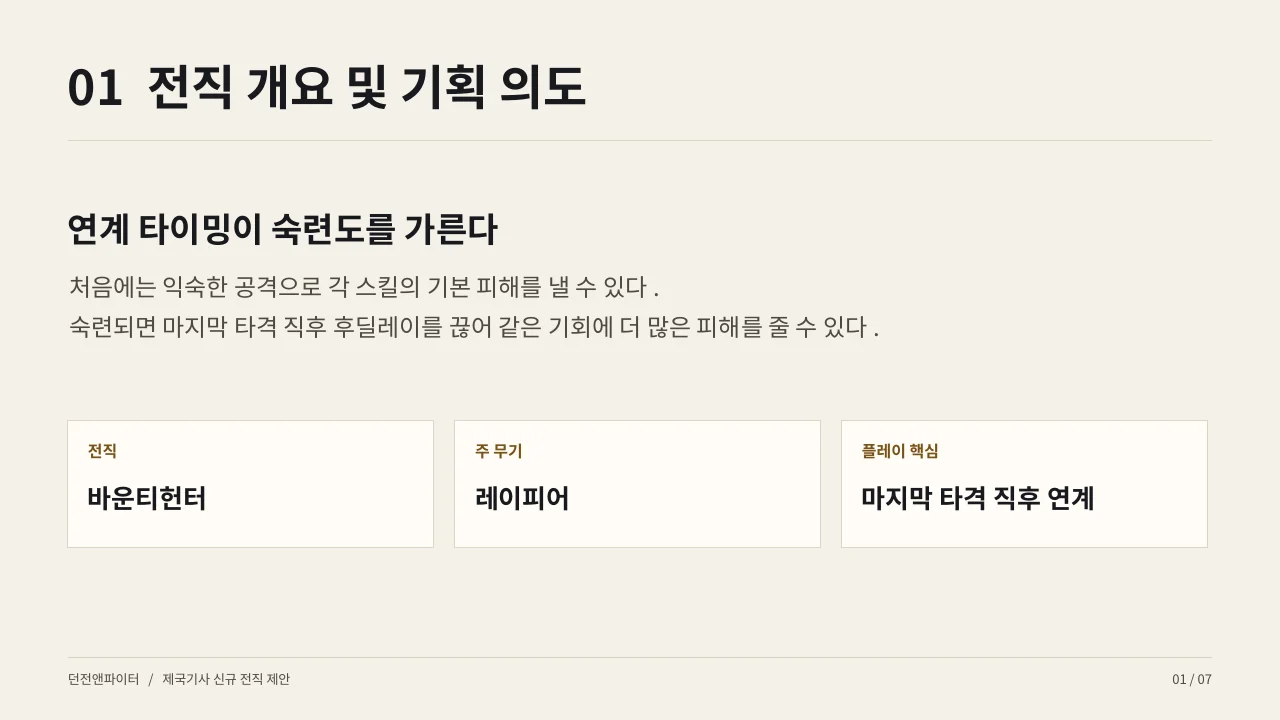 01 전직 개요 및 기획 의도
연계 타이밍이 숙련도를 가른다
처음에는 익숙한 공격으로 각 스킬의 기본 피해를 낼 수 있다 .
숙련되면 마지막 타격 직후 후딜레이를 끊어 같은 기회에 더 많은 피해를 줄 수 있다 .
전직
바운티헌터
주 무기
레이피어
플레이 핵심
마지막 타격 직후 연계
던전앤파이터 / 제국기사 신규 전직 제안
01 / 07